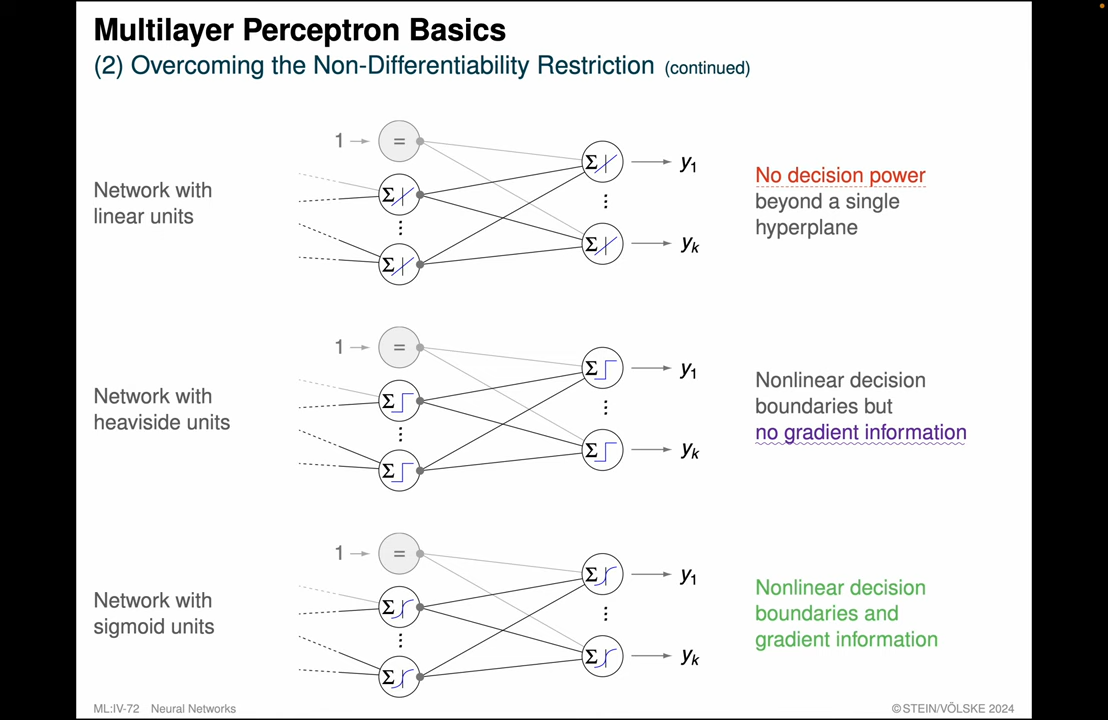 Multilayer Perceptron Basics
(2) Overcoming the Non-Differentiability Restriction (continued)
Network with
linear units
1
=
Σ
Σ
Σ
Σ
y1
yk
No decision power
beyond a single
hyperplane
Network with
heaviside units
1
=
Σ
Σ
Σ
Σ
y1
yk
Nonlinear decision
boundaries but
no gradient information
Network with
sigmoid units
1
=
Σ
Σ
Σ
Σ
y1
yk
Nonlinear decision
boundaries and
gradient information
ML:IV-72 Neural Networks
©STEIN/VÖLSKE 2024